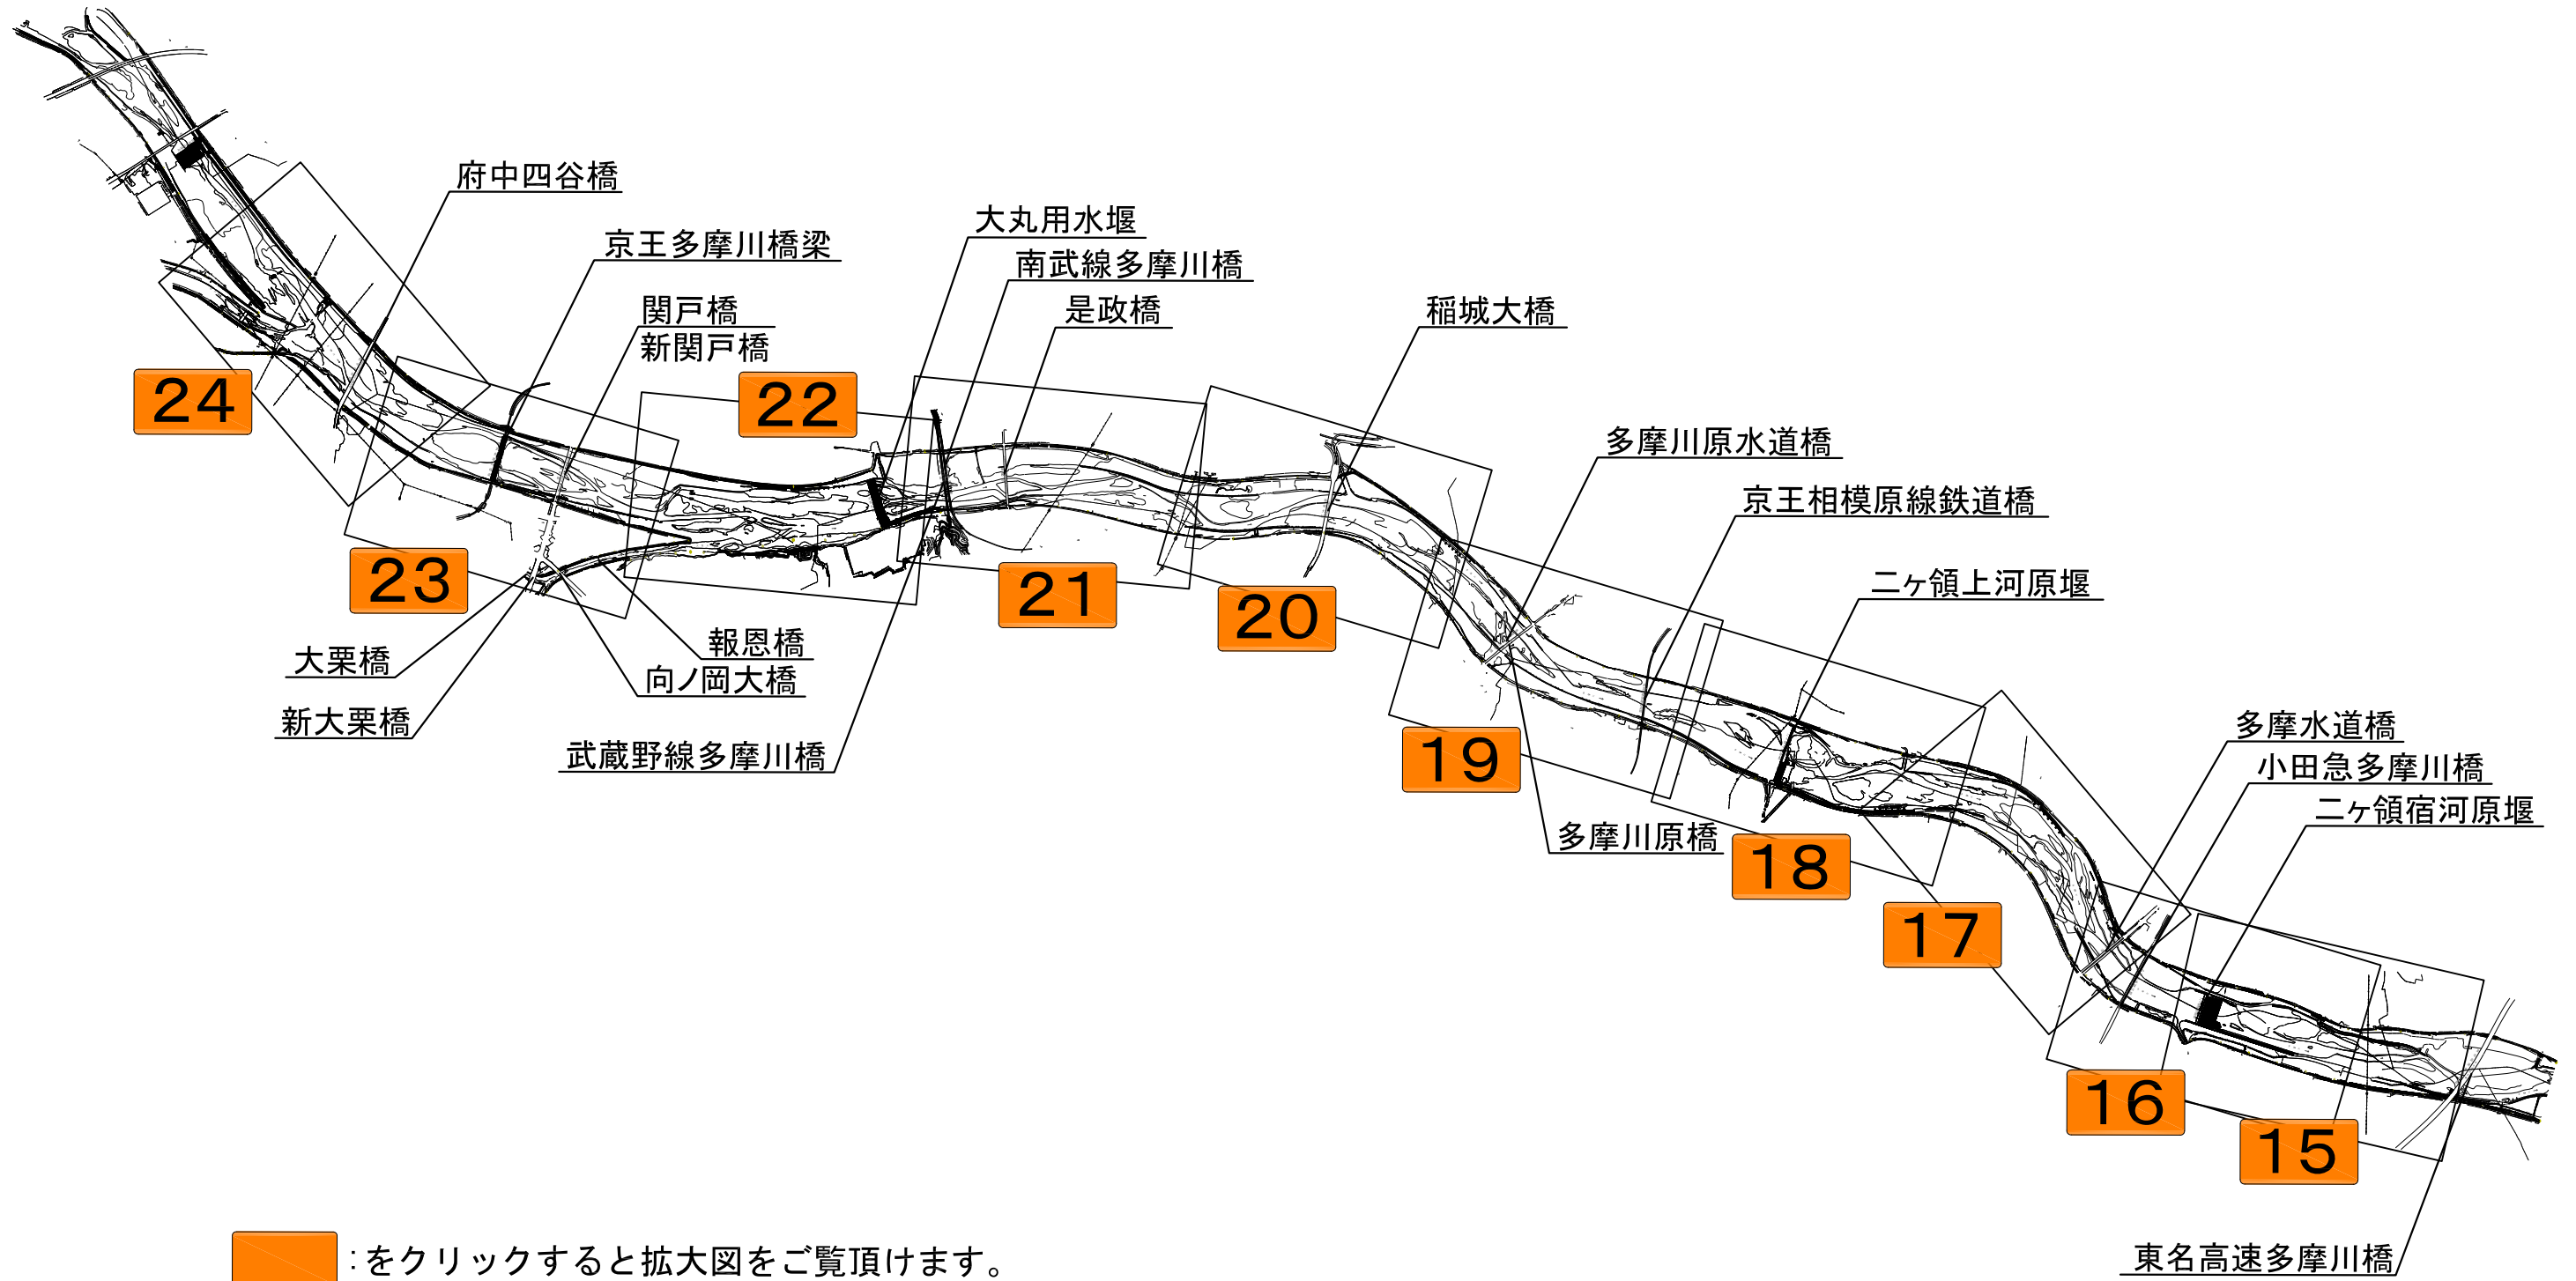 府中四谷橋
京王多摩川橋梁
関戸橋
新関戸橋
大丸用水堰
南武線多摩川橋
是政橋
稲城大橋
多摩川原水道橋
京王相模原線鉄道橋
二ヶ領上河原堰
多摩水道橋
小田急多摩川橋
二ヶ領宿河原堰
24
23
22
21
20
19
18
17
16
15
大栗橋
新大栗橋
報恩橋
向ノ岡大橋
武蔵野線多摩川橋
多摩川原橋
東名高速多摩川橋
:をクリックすると拡大図をご覧頂けます。